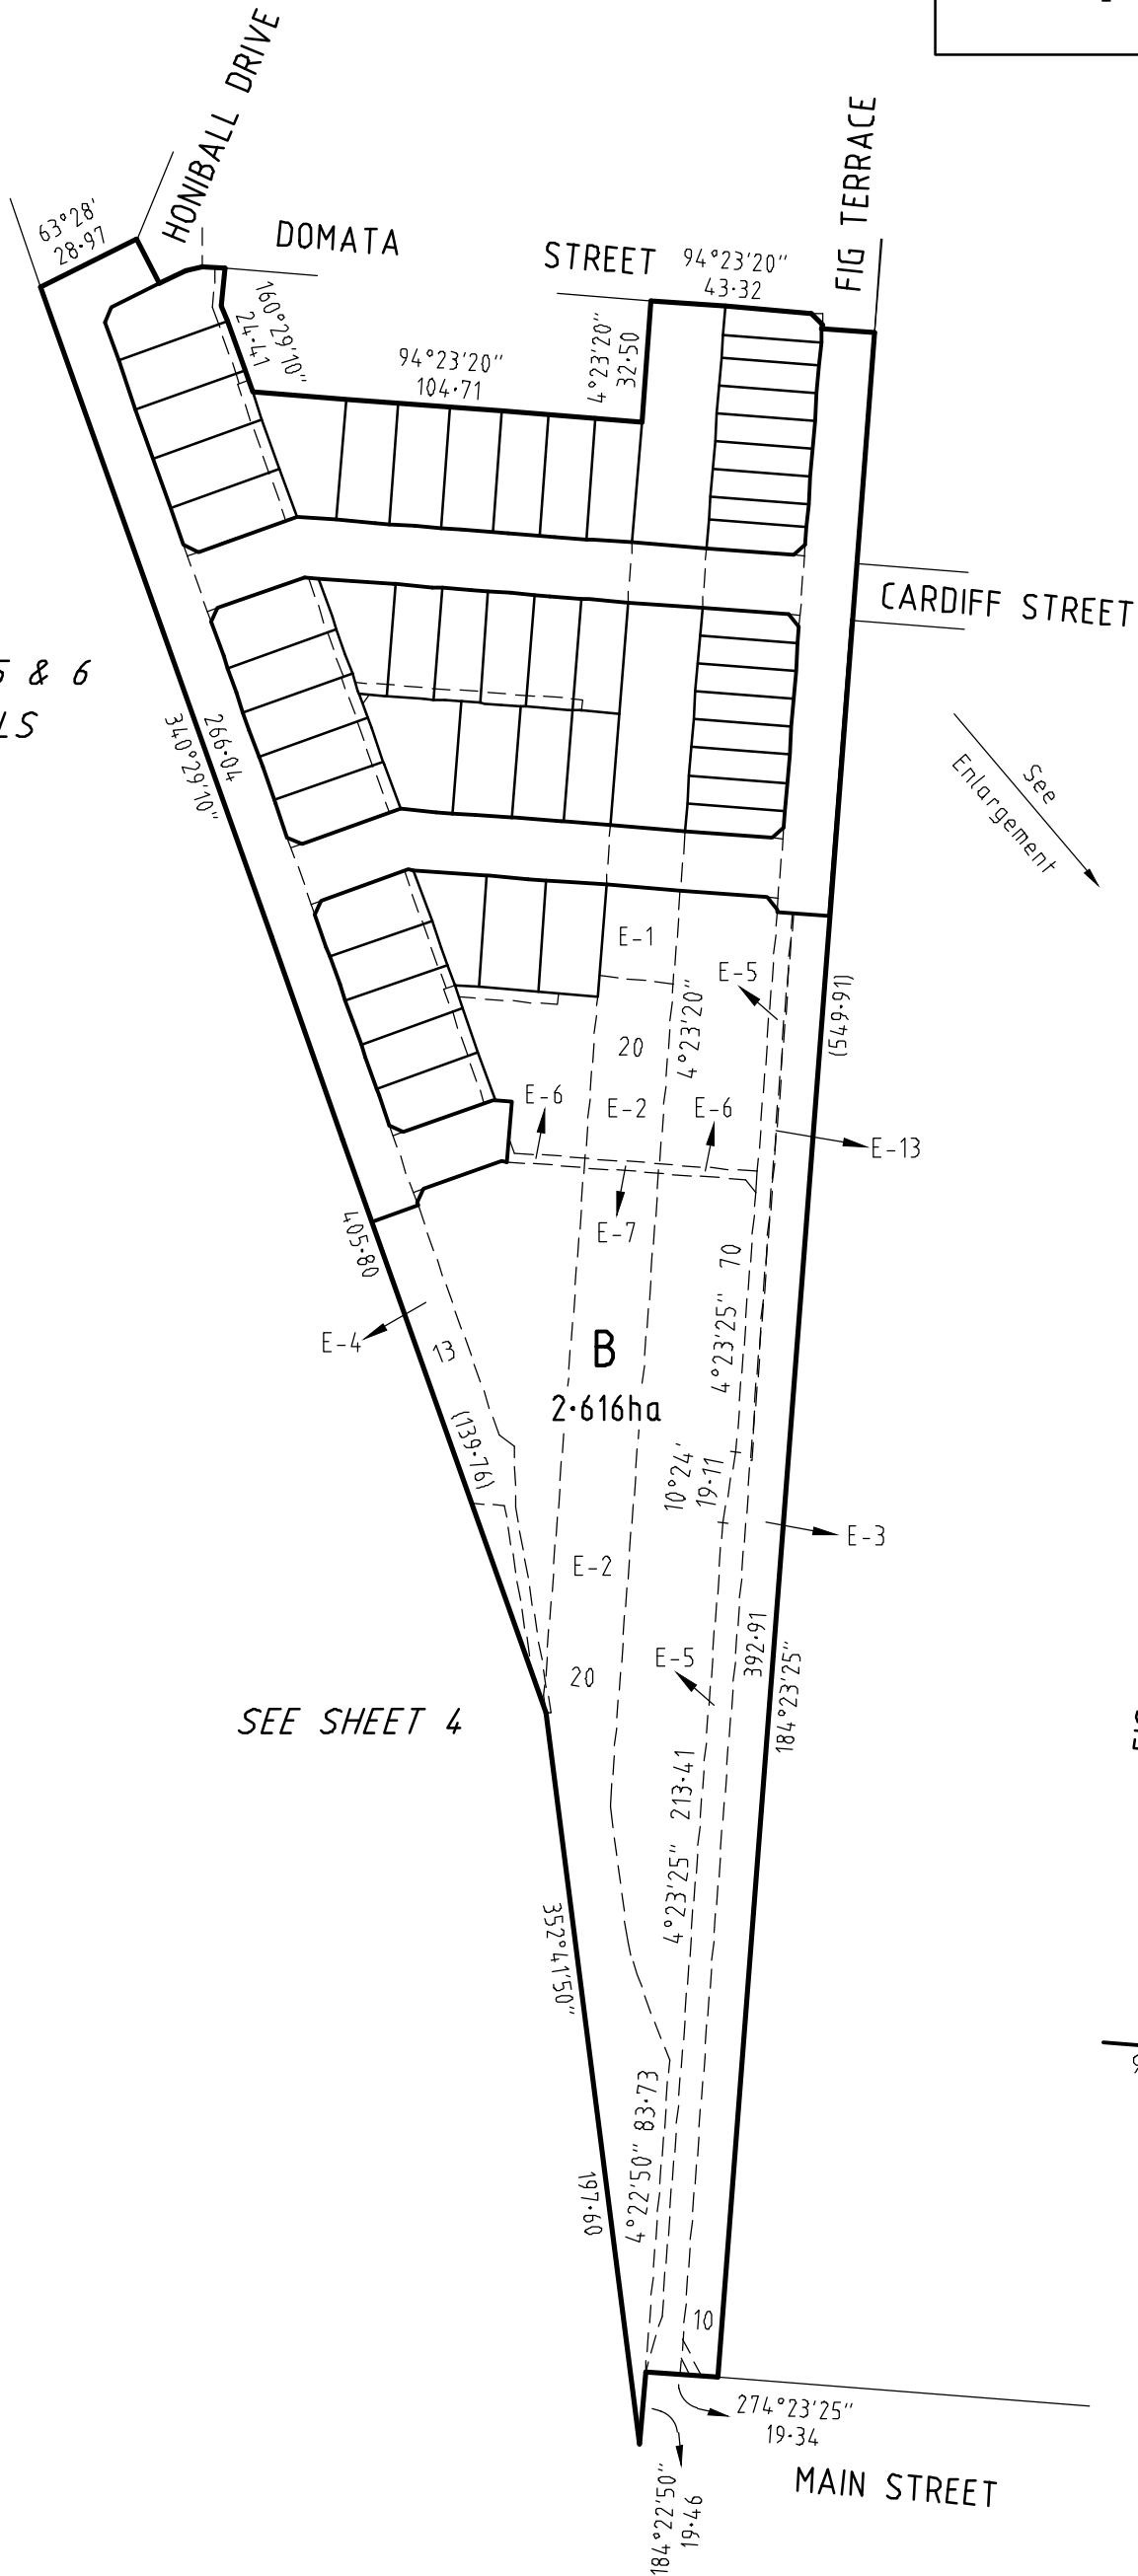 HONIBALL DRIVE
FIG TERRACE
63°28'
28·97
DOMATA
STREET
94°23'20"
43·32
160°29'10"
24·41
94°23'20"
104·71
4°23'20"
32·50
CARDIFF STREET
5 & 6
LS
266·04
340°29'10"
See
Enlargement
E-1
E-5
4°23'20"
(549·91)
20
E-6
E-2
E-6
E-13
E-7
405·80
70
4°23'25"
E-4
13
B
2·616ha
(139·76)
10°24'
19·11
E-3
E-2
392·91
184°23'25"
E-5
20
SEE SHEET 4
213·41
4°23'25"
352°41'50"
83·73
4°22'50"
197·60
10
274°23'25"
19·34
MAIN STREET
184°22'50"
19·46